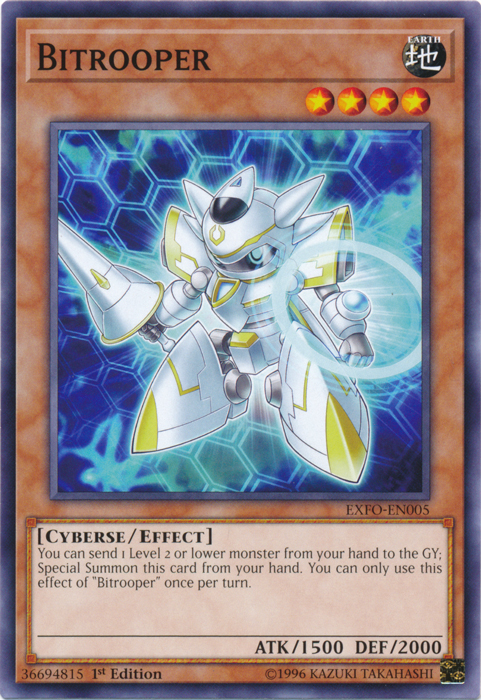 BITROOPER
EARTH
地
EXFO-EN005
[CYBERSE/EFFECT]
You can send 1 Level 2 or lower monster from your hand to the GY;
Special Summon this card from your hand. You can only use this
effect of "Bitrooper" once per turn.
ATK/1500 DEF/2000
36694815 1st Edition ©1996 KAZUKI TAKAHASHI